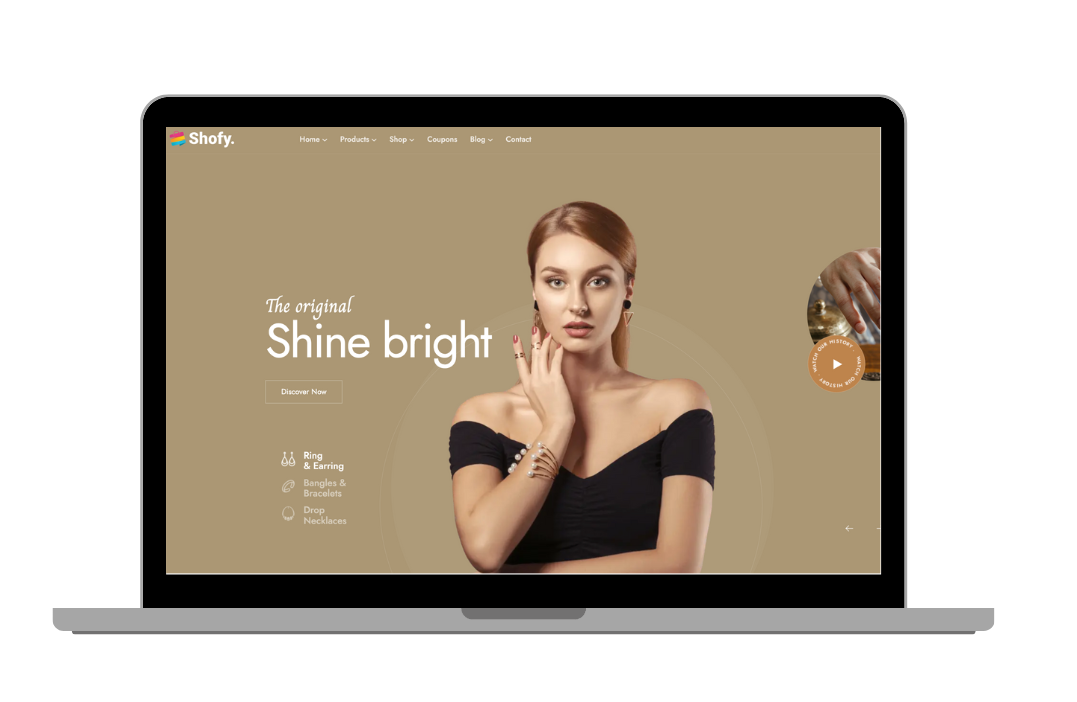 Shofy.
Home
Products
Shop
Coupons
Blog
Contact
The original
Shine bright
Discover Now
Ring
& Earring
Bangles &
Bracelets
Drop
Necklaces
WATCH OUR HISTORY · WATCH OUR HISTORY